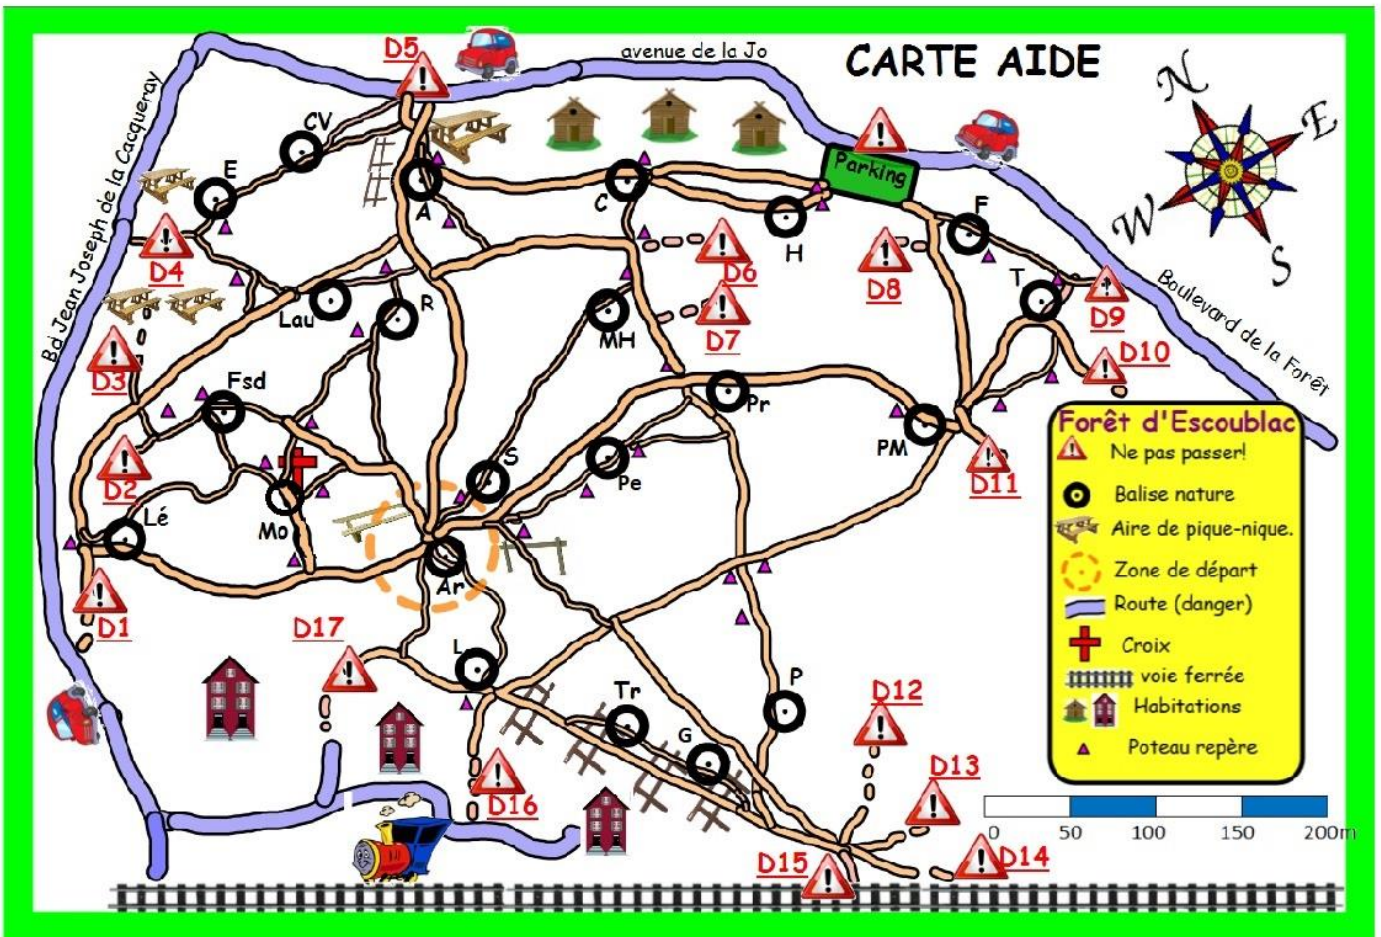 D5
avenue de la Jo
CARTE AIDE
N
E
W
S
Bd Jean Joseph de la Cacqueray
CV
E
A
C
Parking
H
F
D4
D6
D8
T
D9
Boulevard de la Forêt
Lau
R
MH
D7
D10
D3
Fsd
Pr
PM
D11
D2
S
Pe
Lé
Mo
Ar
D1
D17
L
Tr
G
P
D12
D13
D16
D15
D14
Forêt d'Escoublac
Ne pas passer!
Balise nature
Aire de pique-nique.
Zone de départ
Route (danger)
Croix
voie ferrée
Habitations
Poteau repère
0 50 100 150 200m